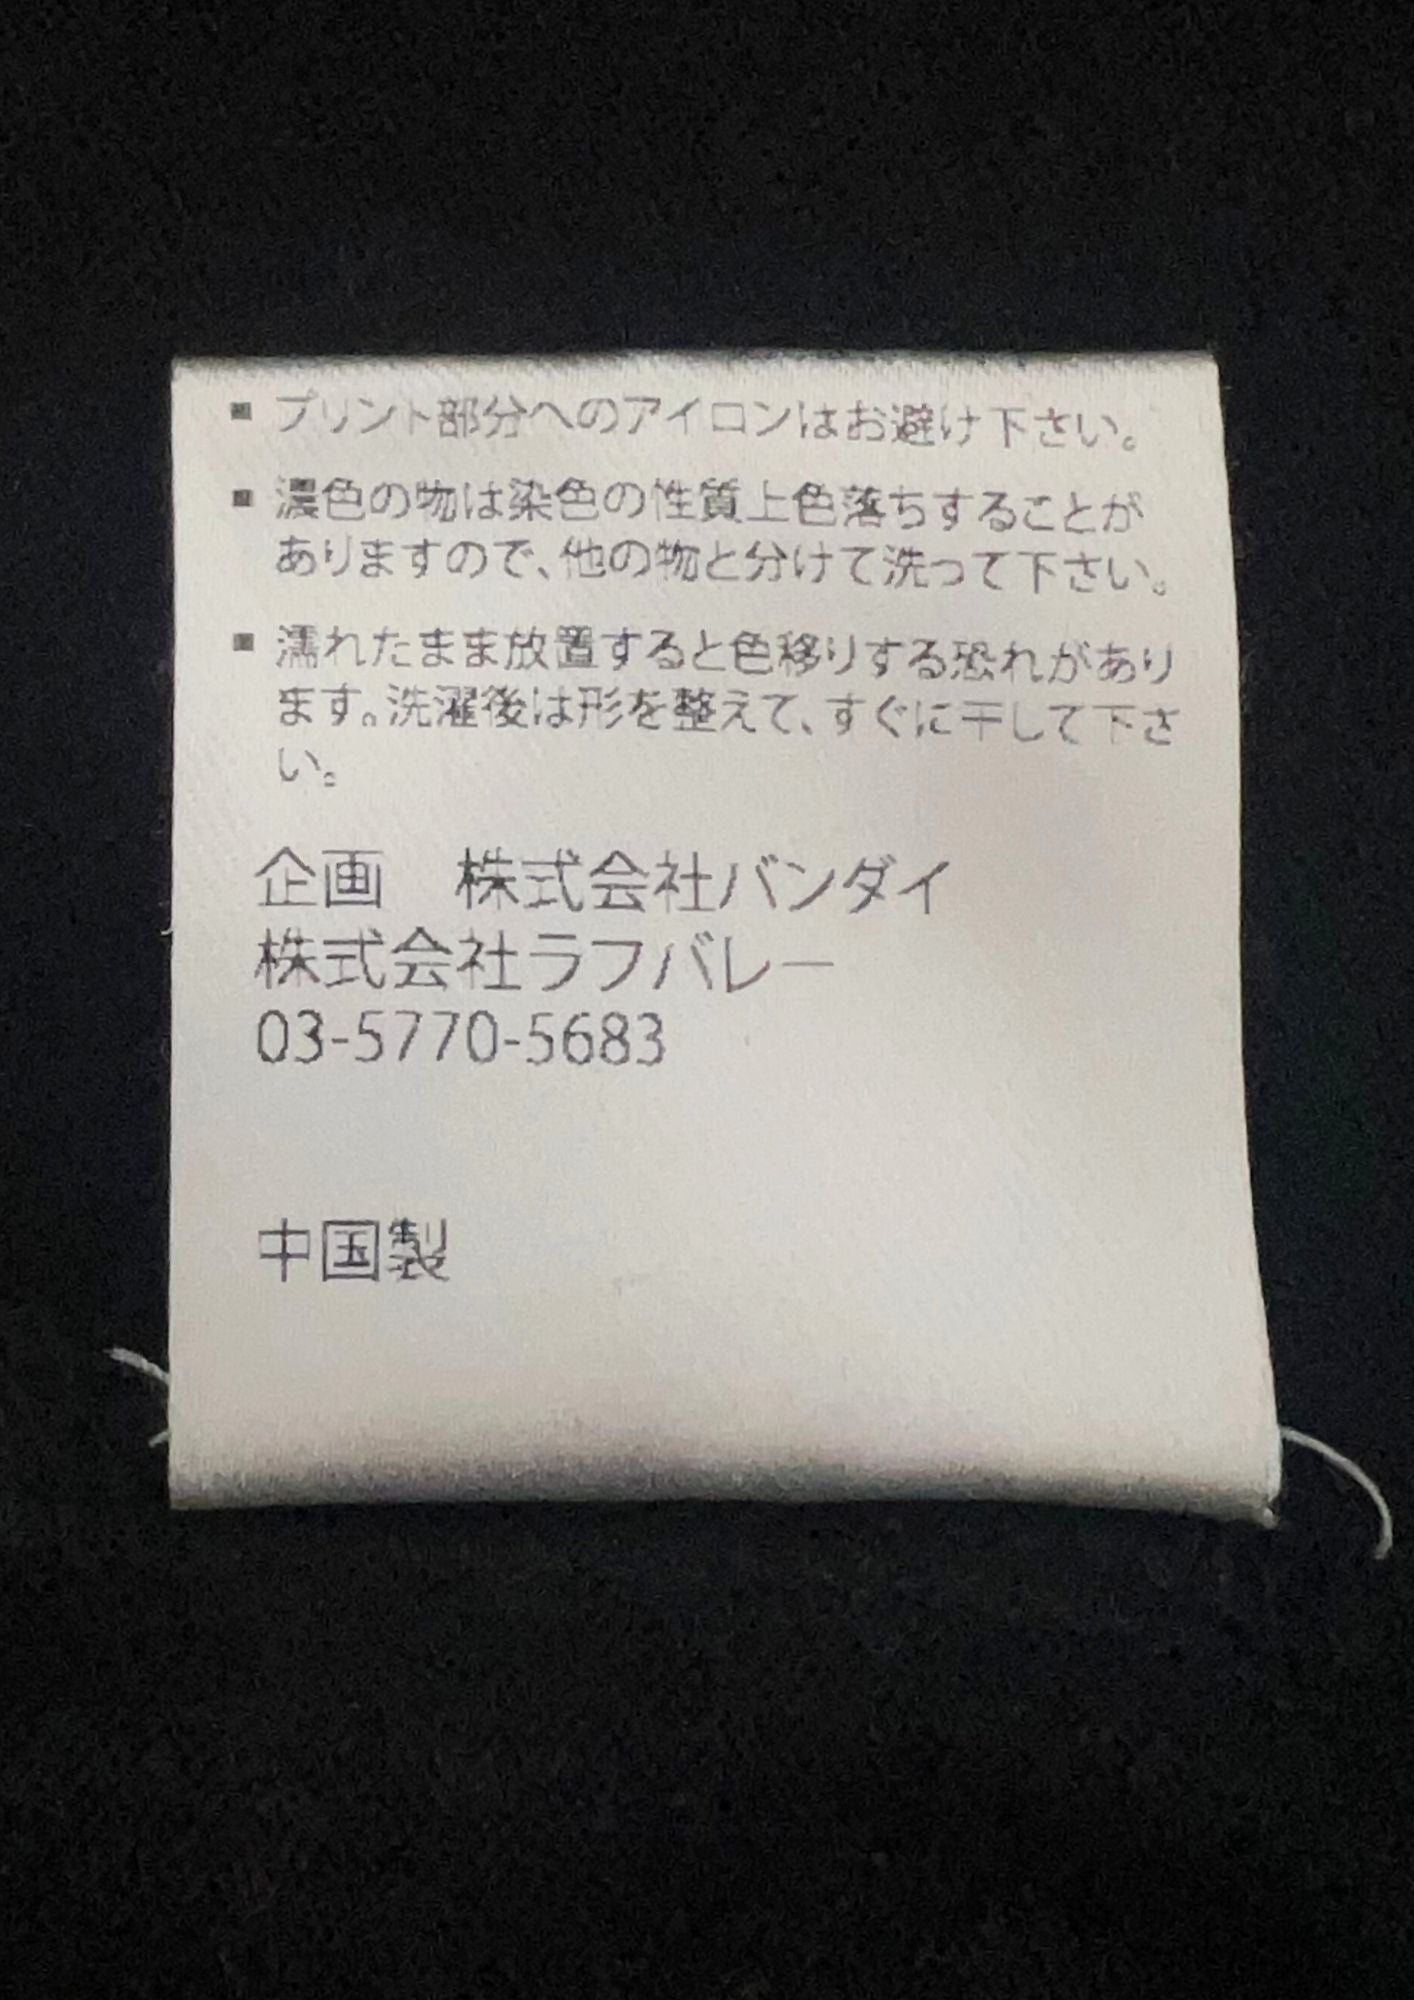 ▪ プリント部分へのアイロンはお避け下さい。
▪ 濃色の物は染色の性質上色落ちすることが
ありますので、他の物と分けて洗って下さい。
▪ 濡れたまま放置すると色移りする恐れがあり
ます。洗濯後は形を整えて、すぐに干して下さ
い。
企画　株式会社バンダイ
株式会社ラフバレー
03-5770-5683
中国製